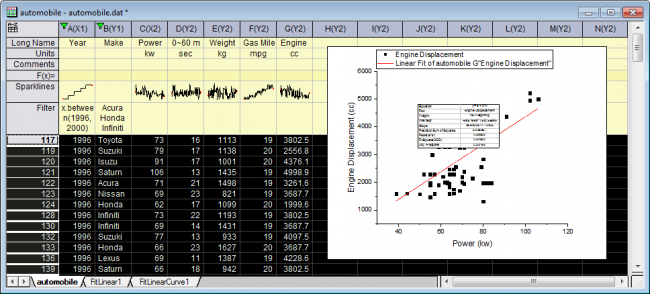 automobile - automobile.dat *
A(X1) B(Y1) C(X2) D(Y2) E(Y2) F(Y2) G(Y2) H(Y2) I(Y2) J(Y2) K(Y2) L(Y2) M(Y2) N(Y2)
Long Name Year Make Power 0~60 m Weight Gas Mile Engine
Units kw sec kg mpg cc
Comments
F(x)=
Sparklines
Filter x.betwee Acura
n(1996, Honda
2000) Infiniti
117 1996 Toyota 73 16 1113 19 3802.5
119 1996 Suzuki 79 17 1138 20 2556.8
120 1996 Isuzu 91 17 1001 20 4376.1
121 1996 Saturn 106 13 1435 19 4998.9
122 1996 Acura 71 21 1498 19 3261.6
123 1996 Nissan 69 23 821 19 3687.7
124 1996 Honda 62 17 1099 20 1999.6
128 1996 Infiniti 73 22 1193 19 3802.5
130 1996 Infiniti 69 14 1431 19 3687.7
132 1996 Suzuki 77 13 933 19 4097.5
133 1996 Honda 66 23 1627 20 3687.7
136 1996 Lexus 69 11 1387 19 4228.6
139 1996 Saturn 66 18 942 20 3802.5
Engine Displacement
Linear Fit of automobile G"Engine Displacement"
Engine Displacement (cc)
6000
5000
4000
3000
2000
1000
40 60 80 100 120
Power (kw)
automobile FitLinear1 FitLinearCurve1